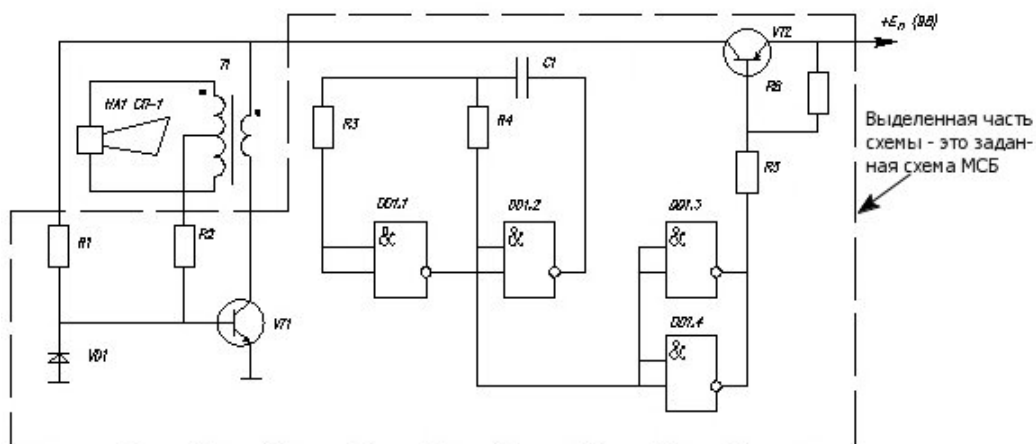 +Eп (9В)
VT2
T1
C1
R6
НА1 СП-1
R3
R4
Выделенная часть
схемы - это задан-
ная схема МСБ
R5
DD1.1
DD1.2
DD1.3
R1
R2
&
&
&
VT1
DD1.4
VD1
&